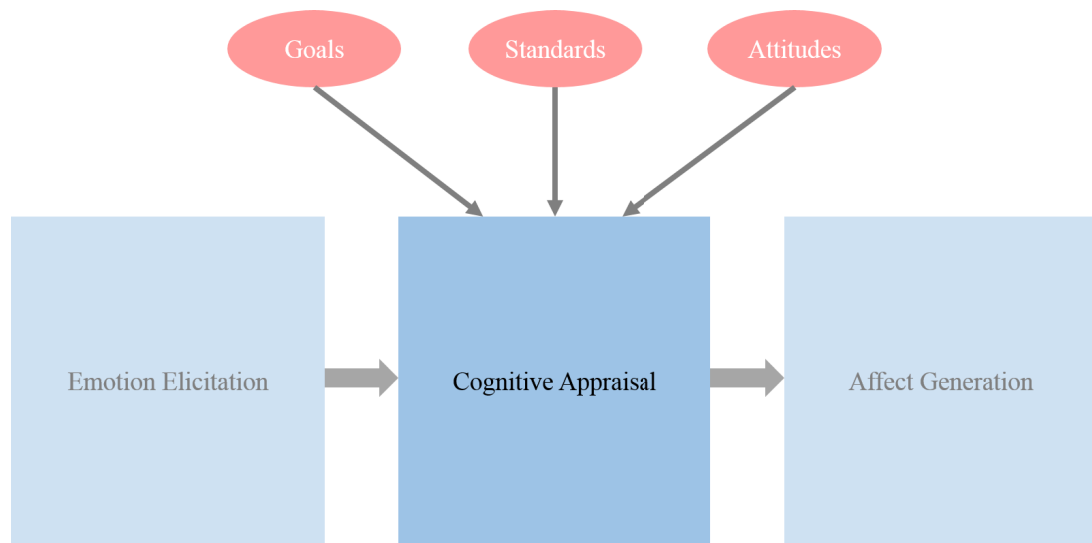 Goals
Standards
Attitudes
Emotion Elicitation
Cognitive Appraisal
Affect Generation